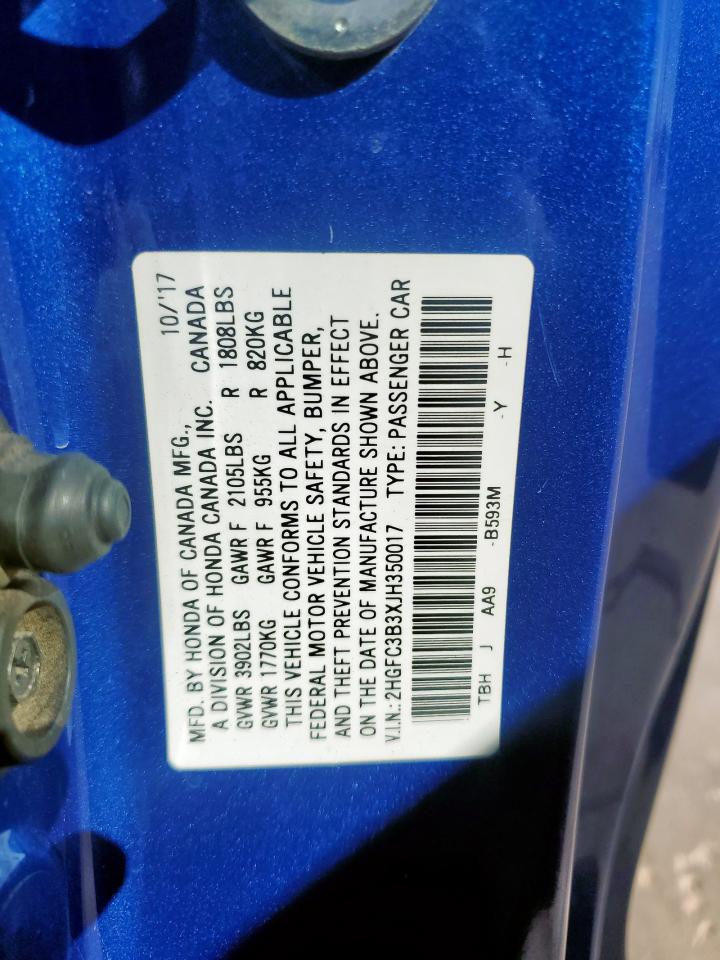 10/'17
MFD. BY HONDA OF CANADA MFG.,
A DIVISION OF HONDA CANADA INC. CANADA
GVWR 3902LBS GAWR F 2105LBS R 1808LBS
GVWR 1770KG GAWR F 955KG R 820KG
THIS VEHICLE CONFORMS TO ALL APPLICABLE
FEDERAL MOTOR VEHICLE SAFETY, BUMPER,
AND THEFT PREVENTION STANDARDS IN EFFECT
ON THE DATE OF MANUFACTURE SHOWN ABOVE.
V.I.N.: 2HGFC3B3XJH350017 TYPE: PASSENGER CAR
TBH J AA9 -B593M -Y -H